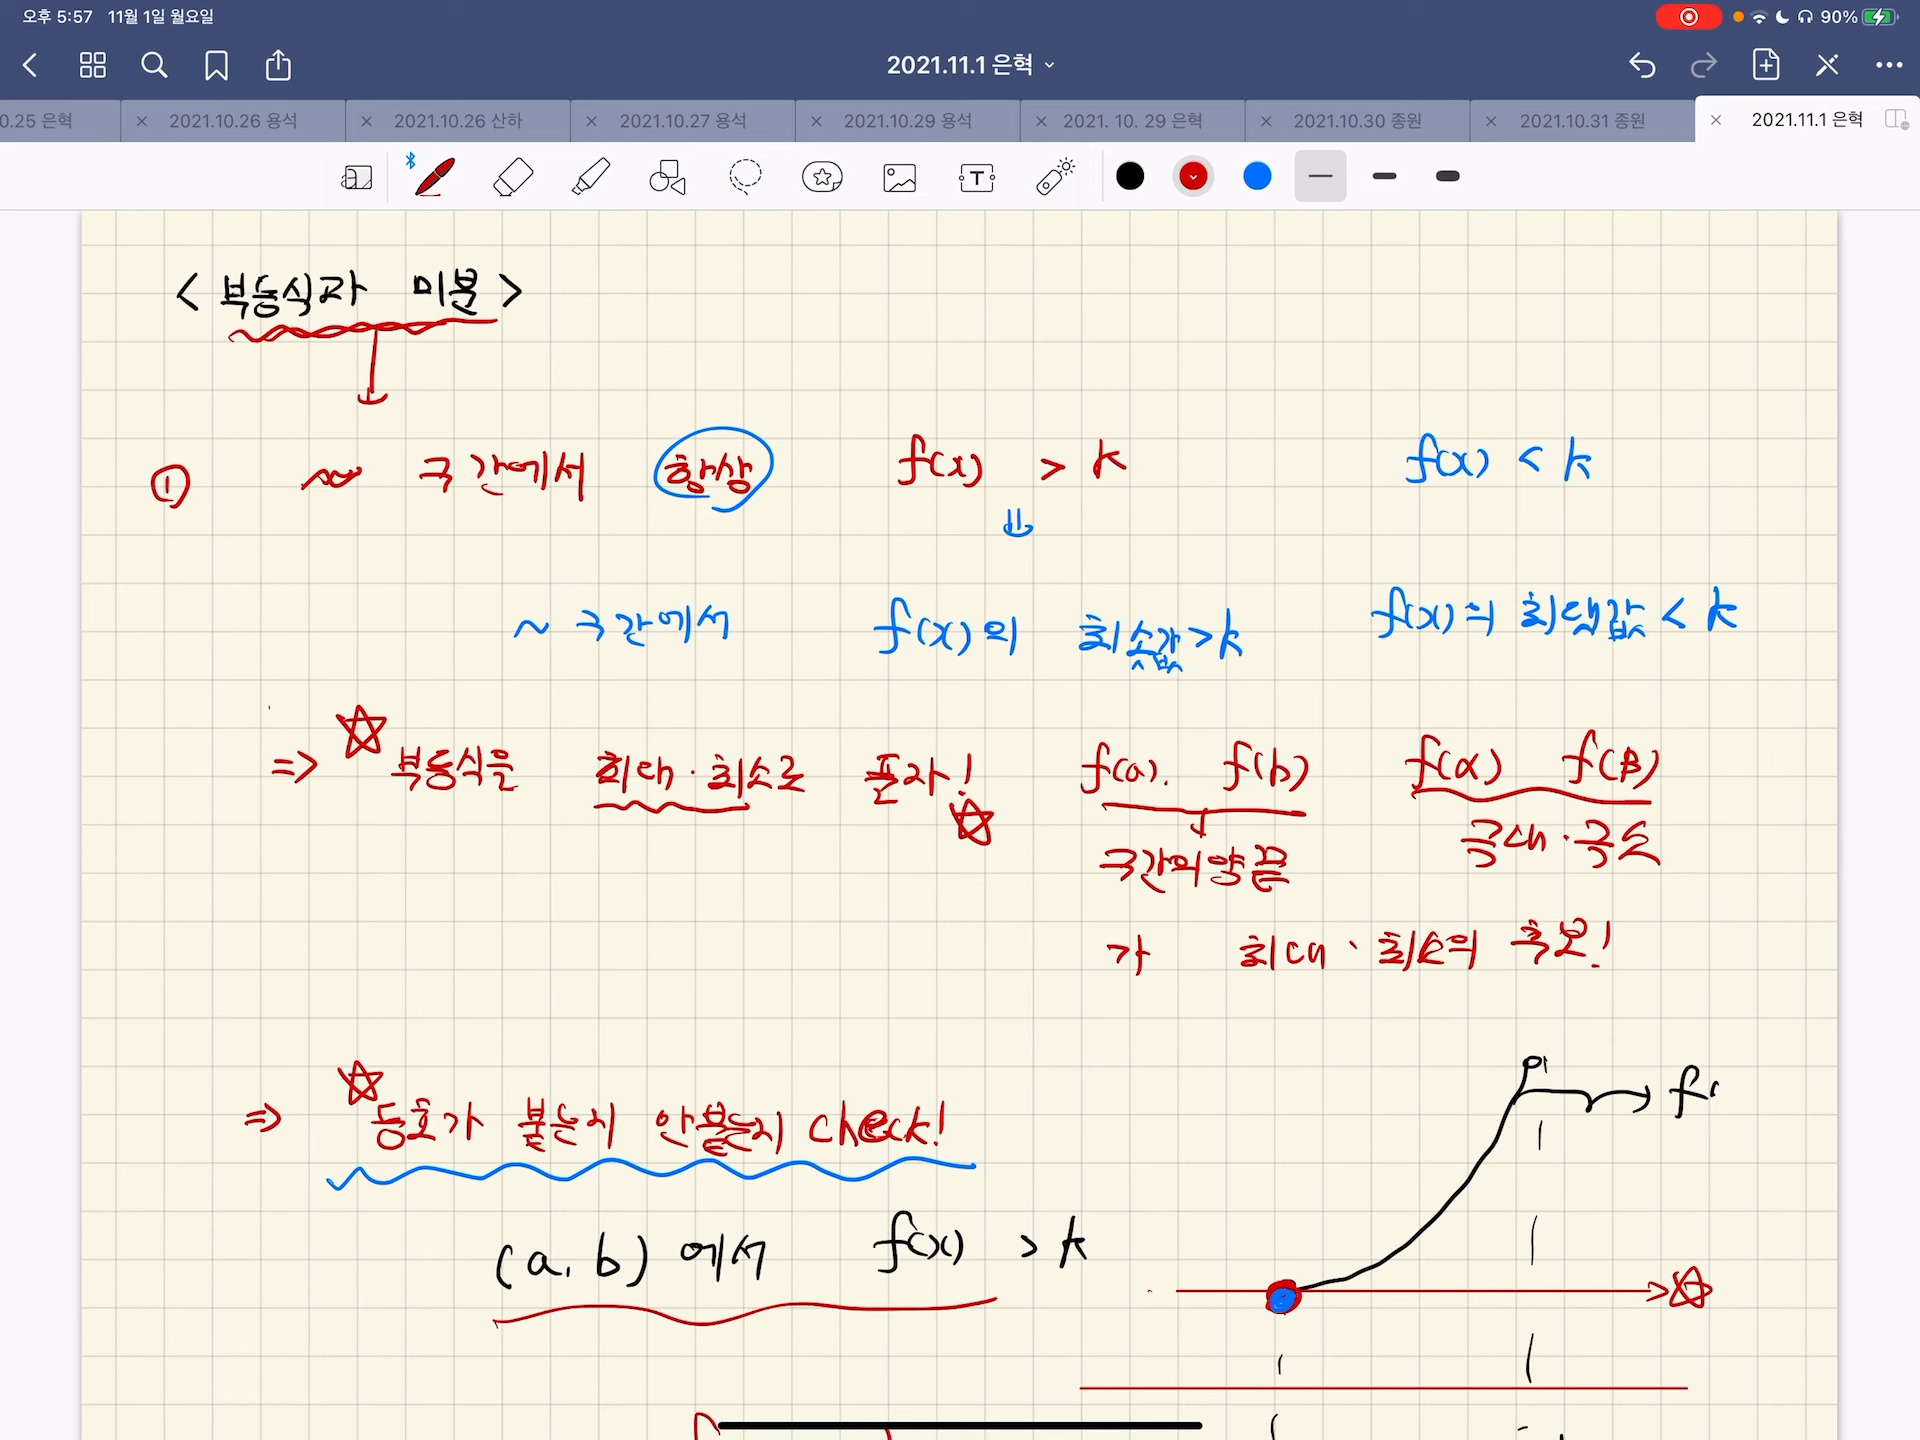 오후 5:57 11월 1일 월요일 90%
2021.11.1 은혁
0.25 은혁 2021.10.26 용석 2021.10.26 산하 2021.10.27 용석 2021.10.29 용석 2021. 10. 29 은혁 2021.10.30 종원 2021.10.31 종원 2021.11.1 은혁
< 부등식과 미분 >
① ~ 구간에서 항상 f(x) > k f(x) < k
⇓
~ 구간에서 f(x)의 최솟값 > k f(x)의 최댓값 < k
=> ☆ 부등식을 최대·최소로 풀자! ☆ f(a). f(b) f(α) f(β)
구간의 양끝 극대·극소
가 최대·최소의 후보!
=> ☆ 등호가 붙는지 안붙는지 check!
f(
(a, b) 에서 f(x) > k
☆